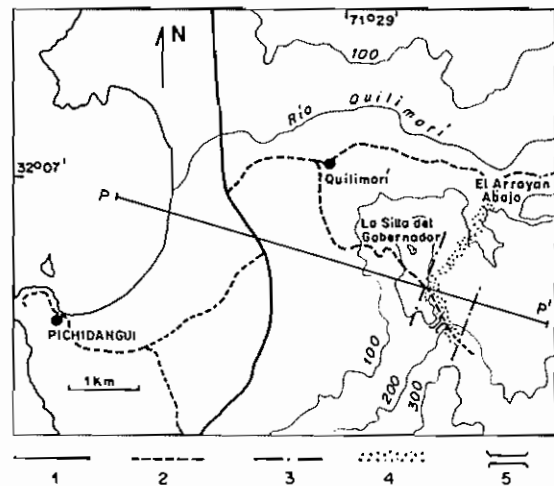 71°29'
N
100
Río Quilimarí
32°07'
Quilimarí
El Arrayan
Abajo
P
La Silla del
Gobernador
PICHIDANGUI
P'
1 Km
100
200
300
1 2 3 4 5